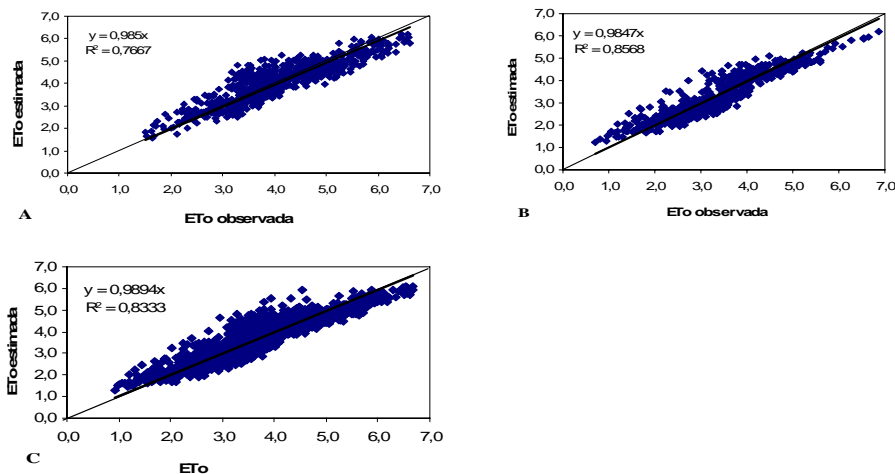 y = 0,985x
R² = 0,7667
7,0
6,0
5,0
4,0
3,0
2,0
1,0
0,0
ETo estimada
0,0 1,0 2,0 3,0 4,0 5,0 6,0 7,0
A
ETo observada
y = 0,9847x
R² = 0,8568
7,0
6,0
5,0
4,0
3,0
2,0
1,0
0,0
ETo estimada
0,0 1,0 2,0 3,0 4,0 5,0 6,0 7,0
ETo observada
B
y = 0,9894x
R² = 0,8333
7,0
6,0
5,0
4,0
3,0
2,0
1,0
0,0
ETo estimada
0,0 1,0 2,0 3,0 4,0 5,0 6,0 7,0
C
ETo